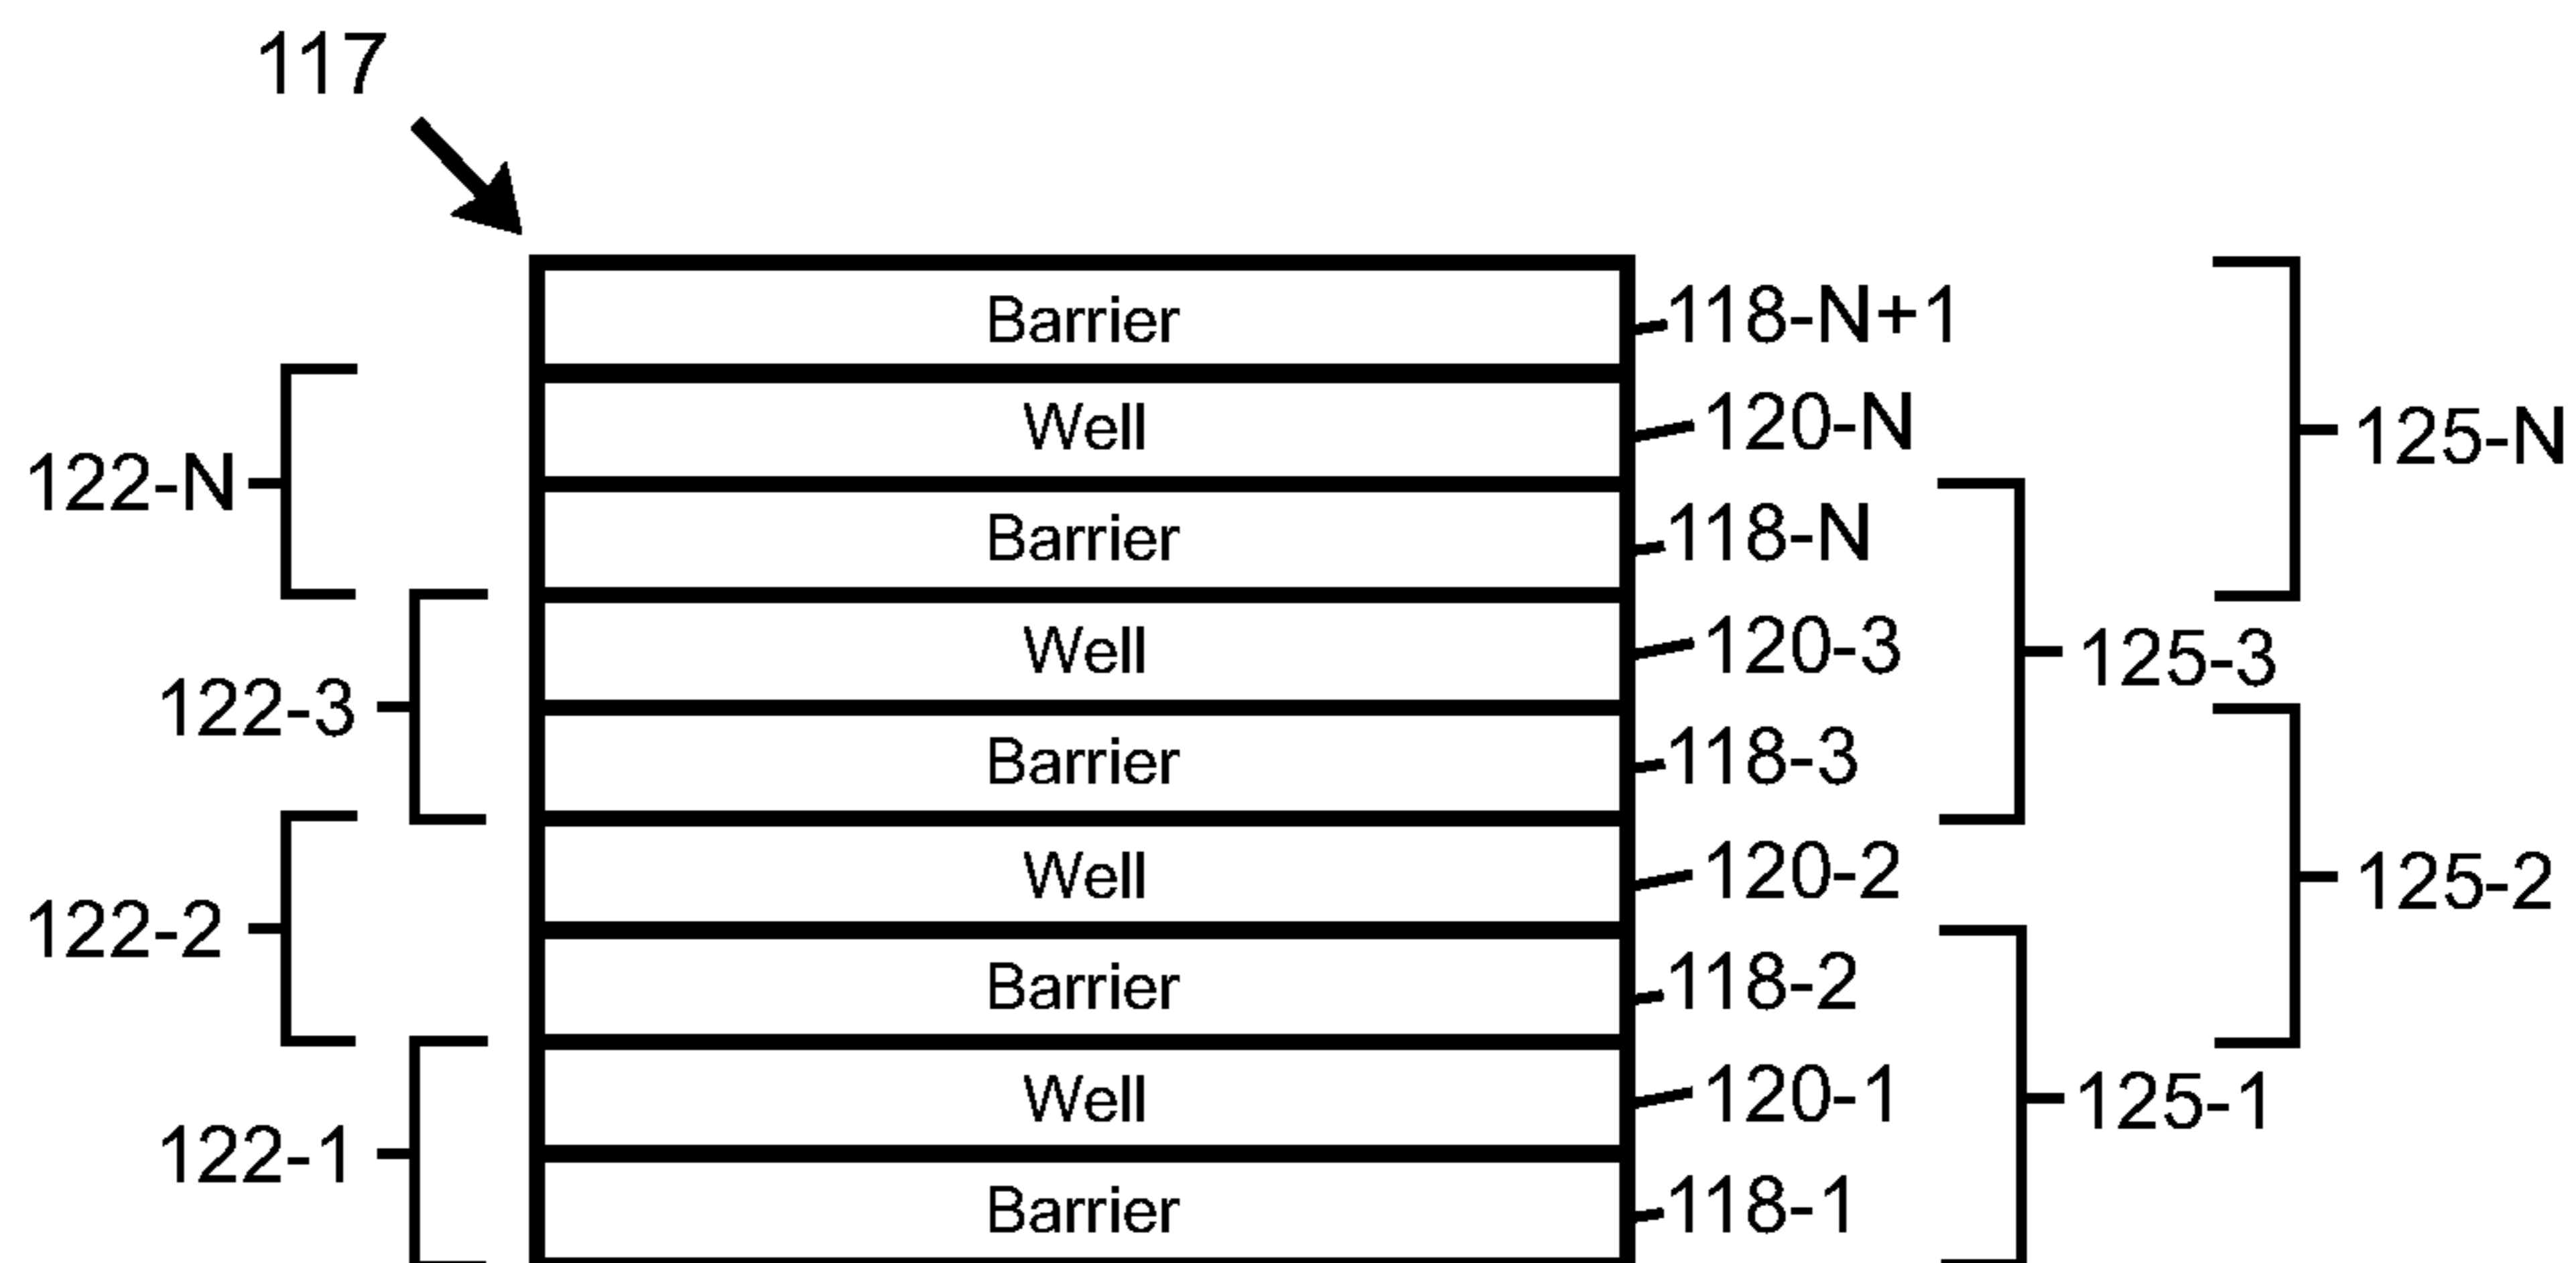 117
Barrier
118-N+1
Well
120-N
125-N
122-N
Barrier
118-N
Well
120-3
125-3
122-3
Barrier
118-3
Well
120-2
125-2
122-2
Barrier
118-2
Well
120-1
125-1
122-1
Barrier
118-1